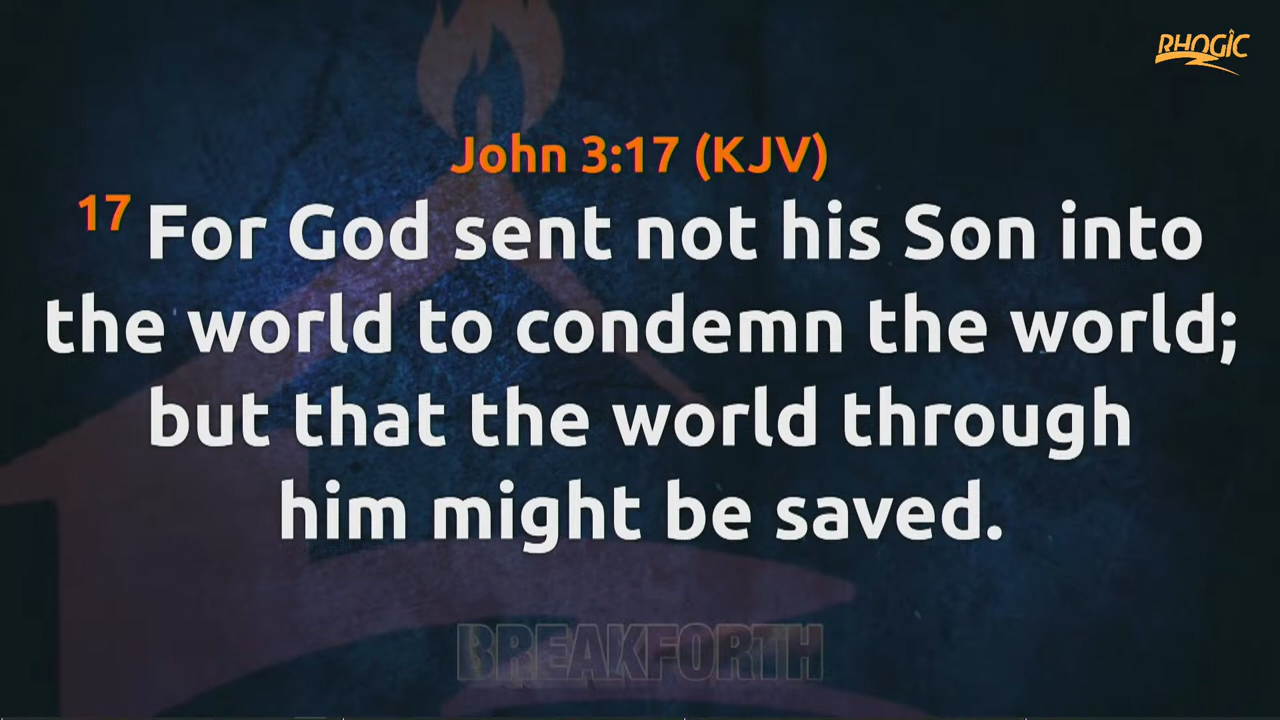 RHOGIC
John 3:17 (KJV)
17 For God sent not his Son into
the world to condemn the world;
but that the world through
him might be saved.
BREAKFORTH